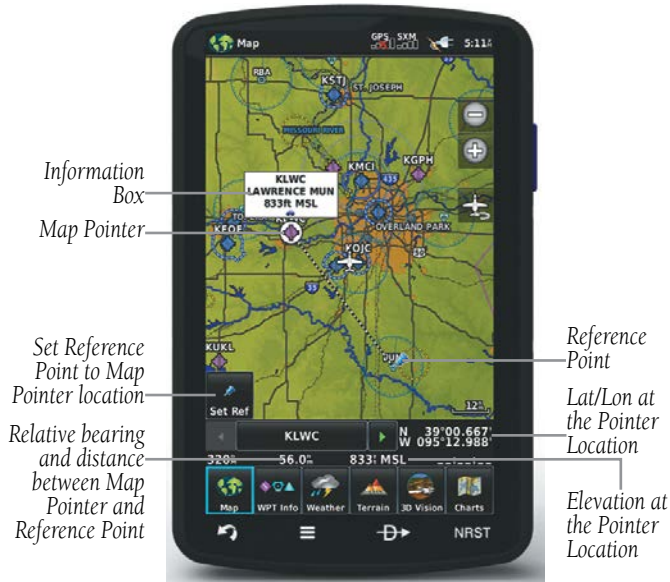 Map
GPS SXM
5:11
RBA
KSTJ
ST. JOSEPH
MISSOURI RIVER
KMCI
KGPH
435
KLWC
LAWRENCE MUN
833ft MSL
OVERLAND PARK
KOJC
35
KUKL
Set Ref
12
KLWC
N 39°00.667'
W 095°12.988'
56.0
833 MSL
Map
WPT Info
Weather
Terrain
3D Vision
Charts
NRST
Information
Box
Map Pointer
Set Reference
Point to Map
Pointer location
Relative bearing
and distance
between Map
Pointer and
Reference Point
Reference
Point
Lat/Lon at
the Pointer
Location
Elevation at
the Pointer
Location